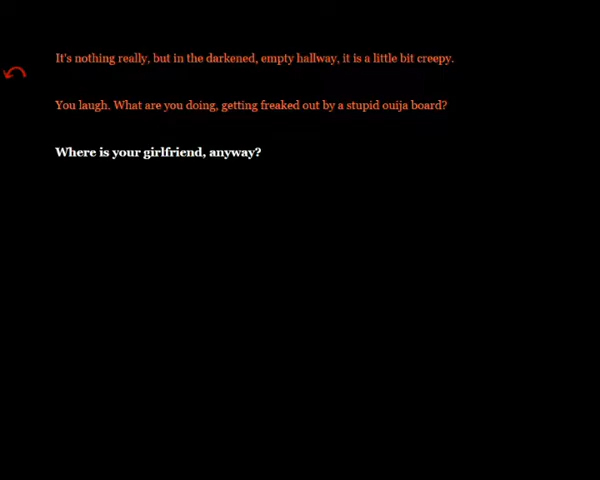 It's nothing really, but in the darkened, empty hallway, it is a little bit creepy.
You laugh. What are you doing, getting freaked out by a stupid ouija board?
Where is your girlfriend, anyway?